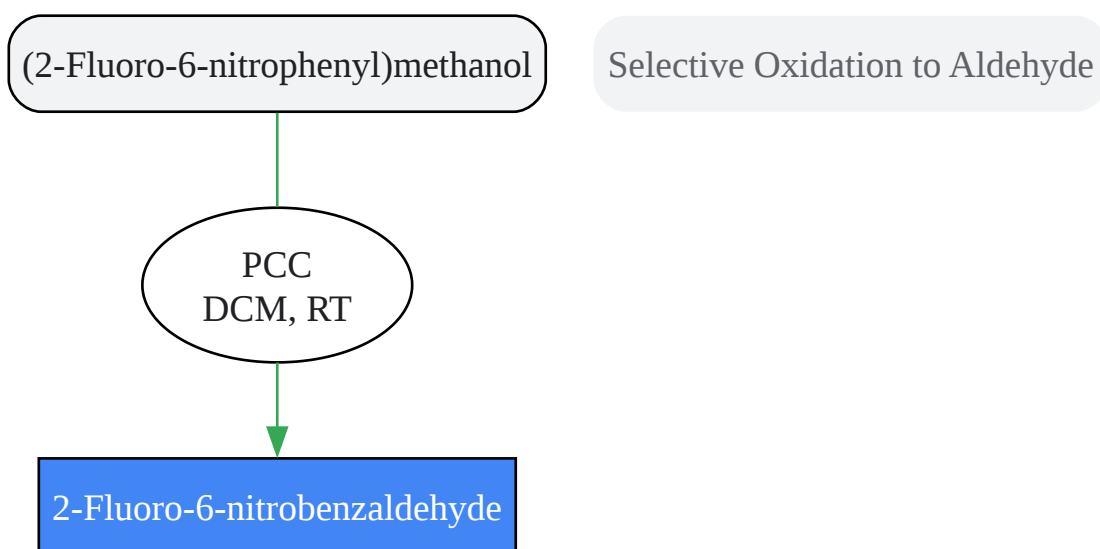 (2-Fluoro-6-nitrophenyl)methanol
Selective Oxidation to Aldehyde
PCC
DCM, RT
2-Fluoro-6-nitrobenzaldehyde